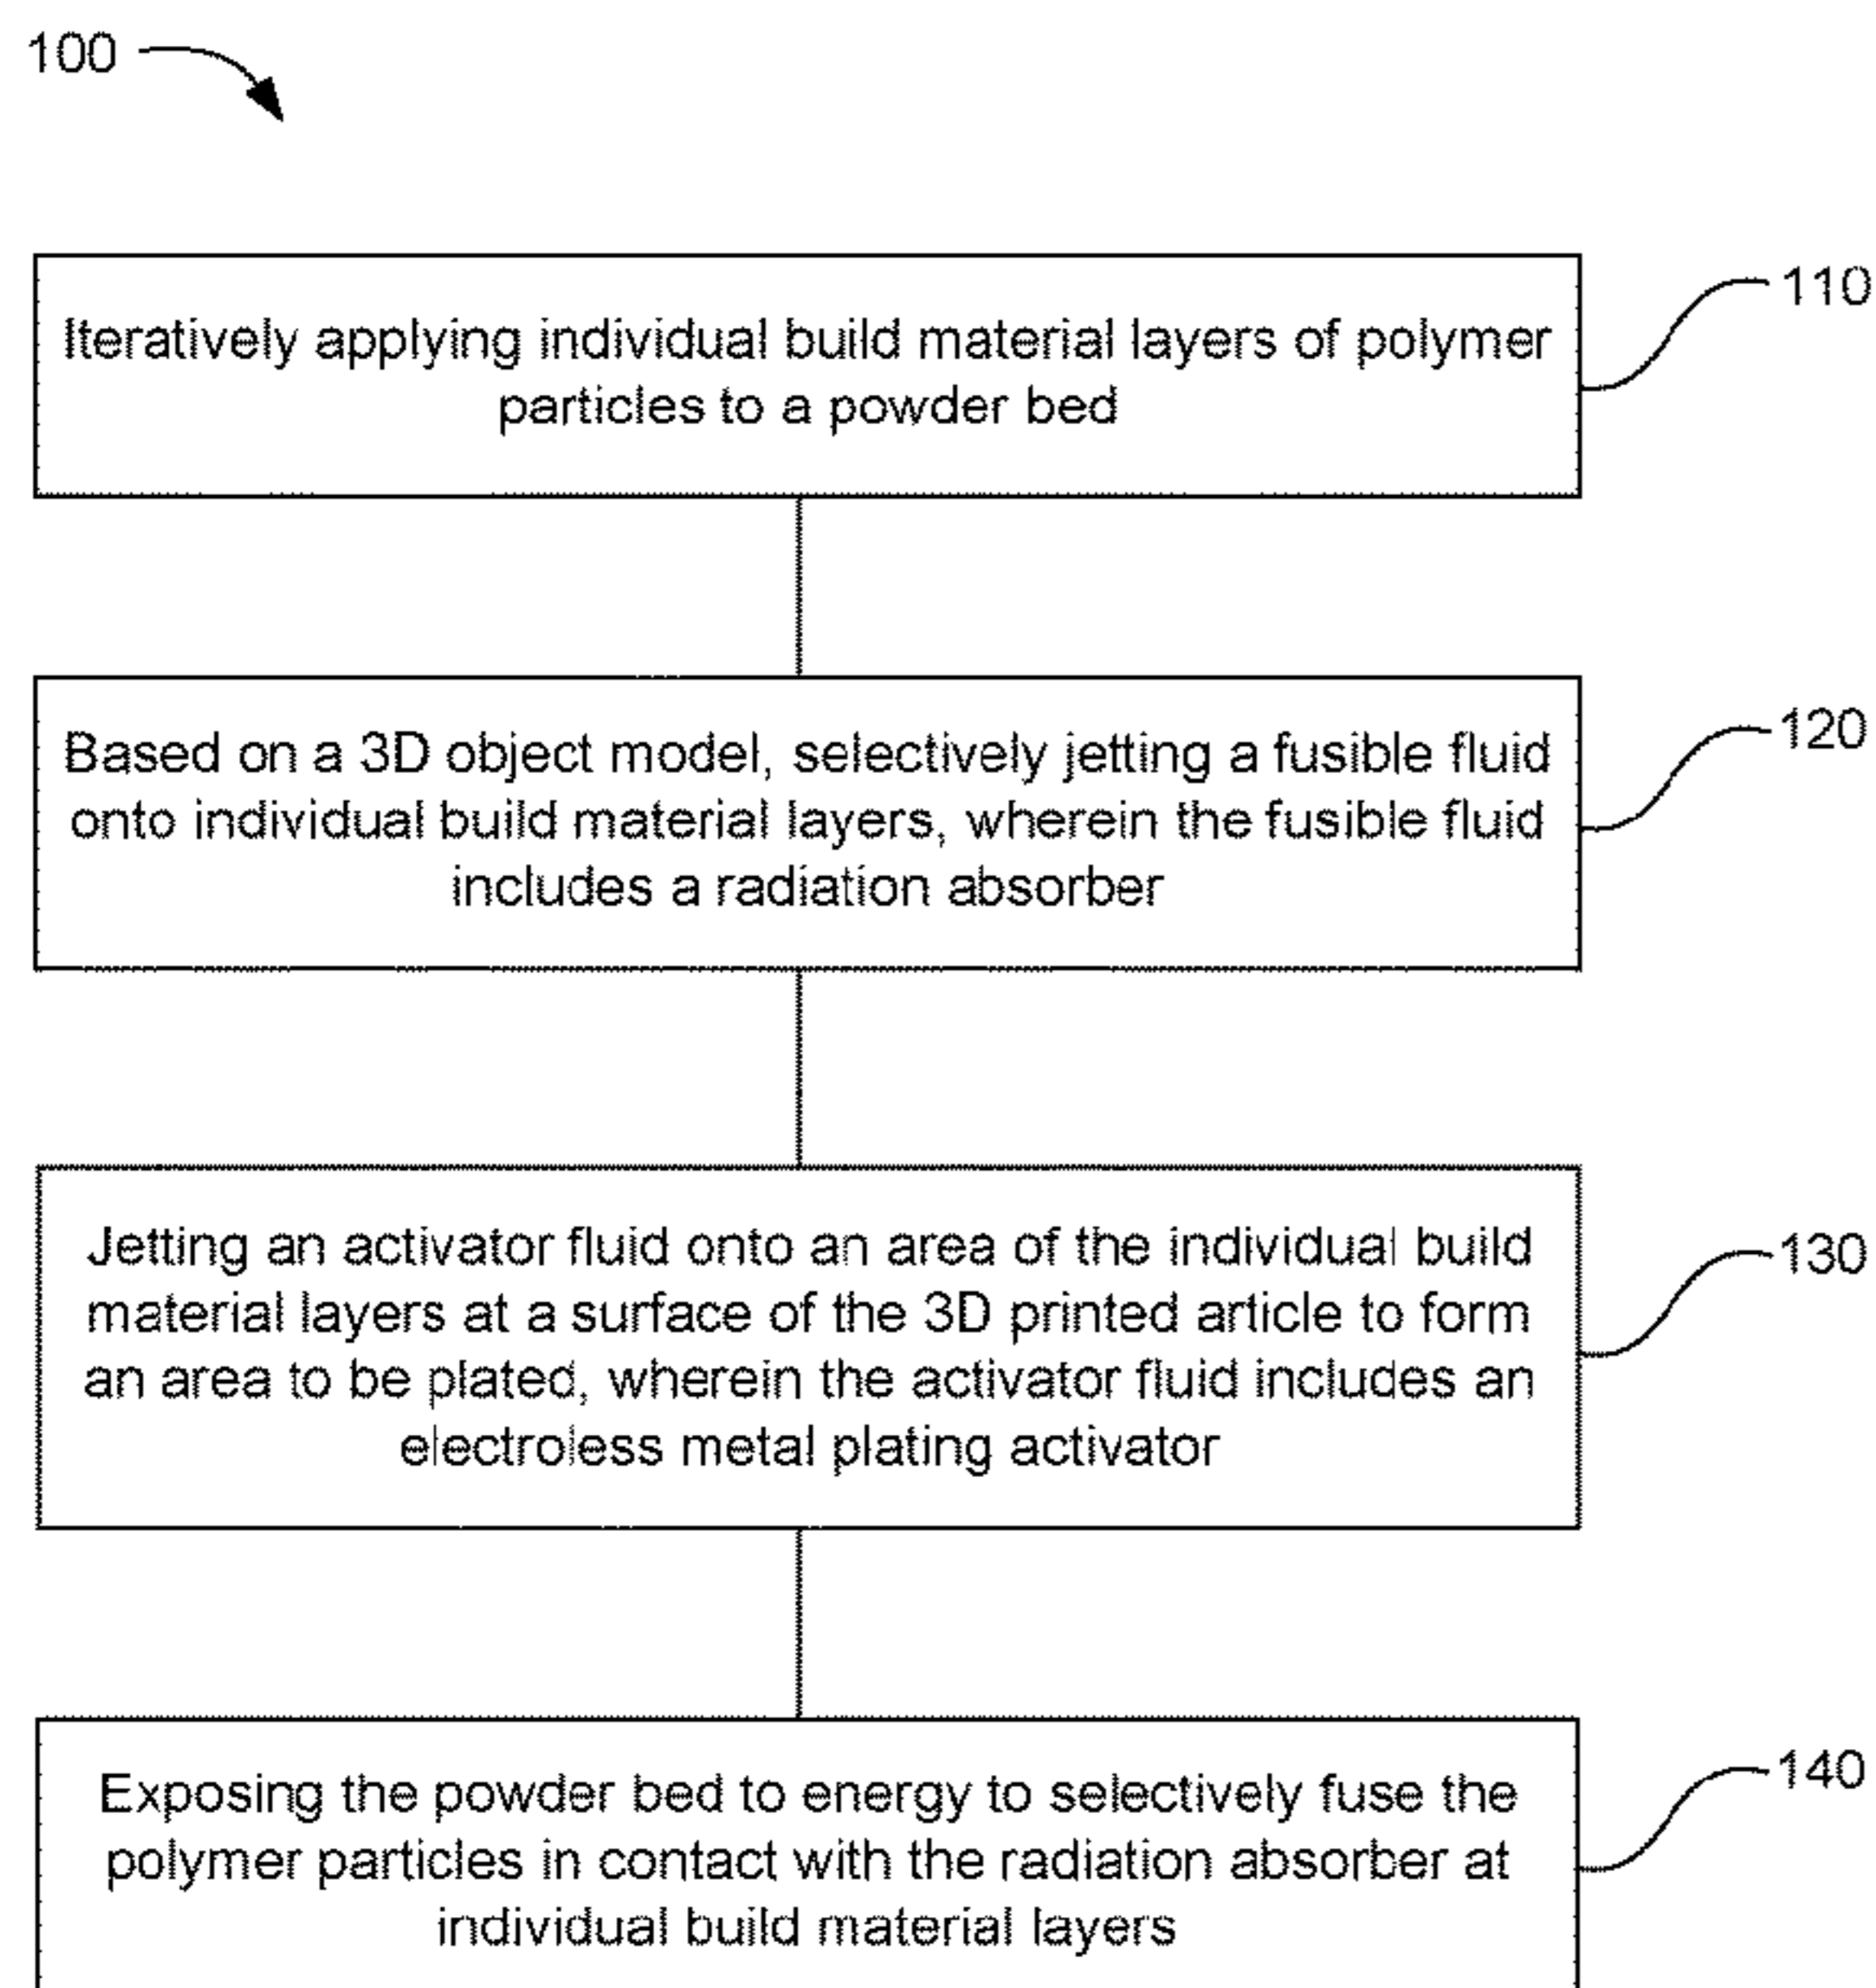 100
Iteratively applying individual build material layers of polymer
particles to a powder bed
110
Based on a 3D object model, selectively jetting a fusible fluid
onto individual build material layers, wherein the fusible fluid
includes a radiation absorber
120
Jetting an activator fluid onto an area of the individual build
material layers at a surface of the 3D printed article to form
an area to be plated, wherein the activator fluid includes an
electroless metal plating activator
130
Exposing the powder bed to energy to selectively fuse the
polymer particles in contact with the radiation absorber at
individual build material layers
140